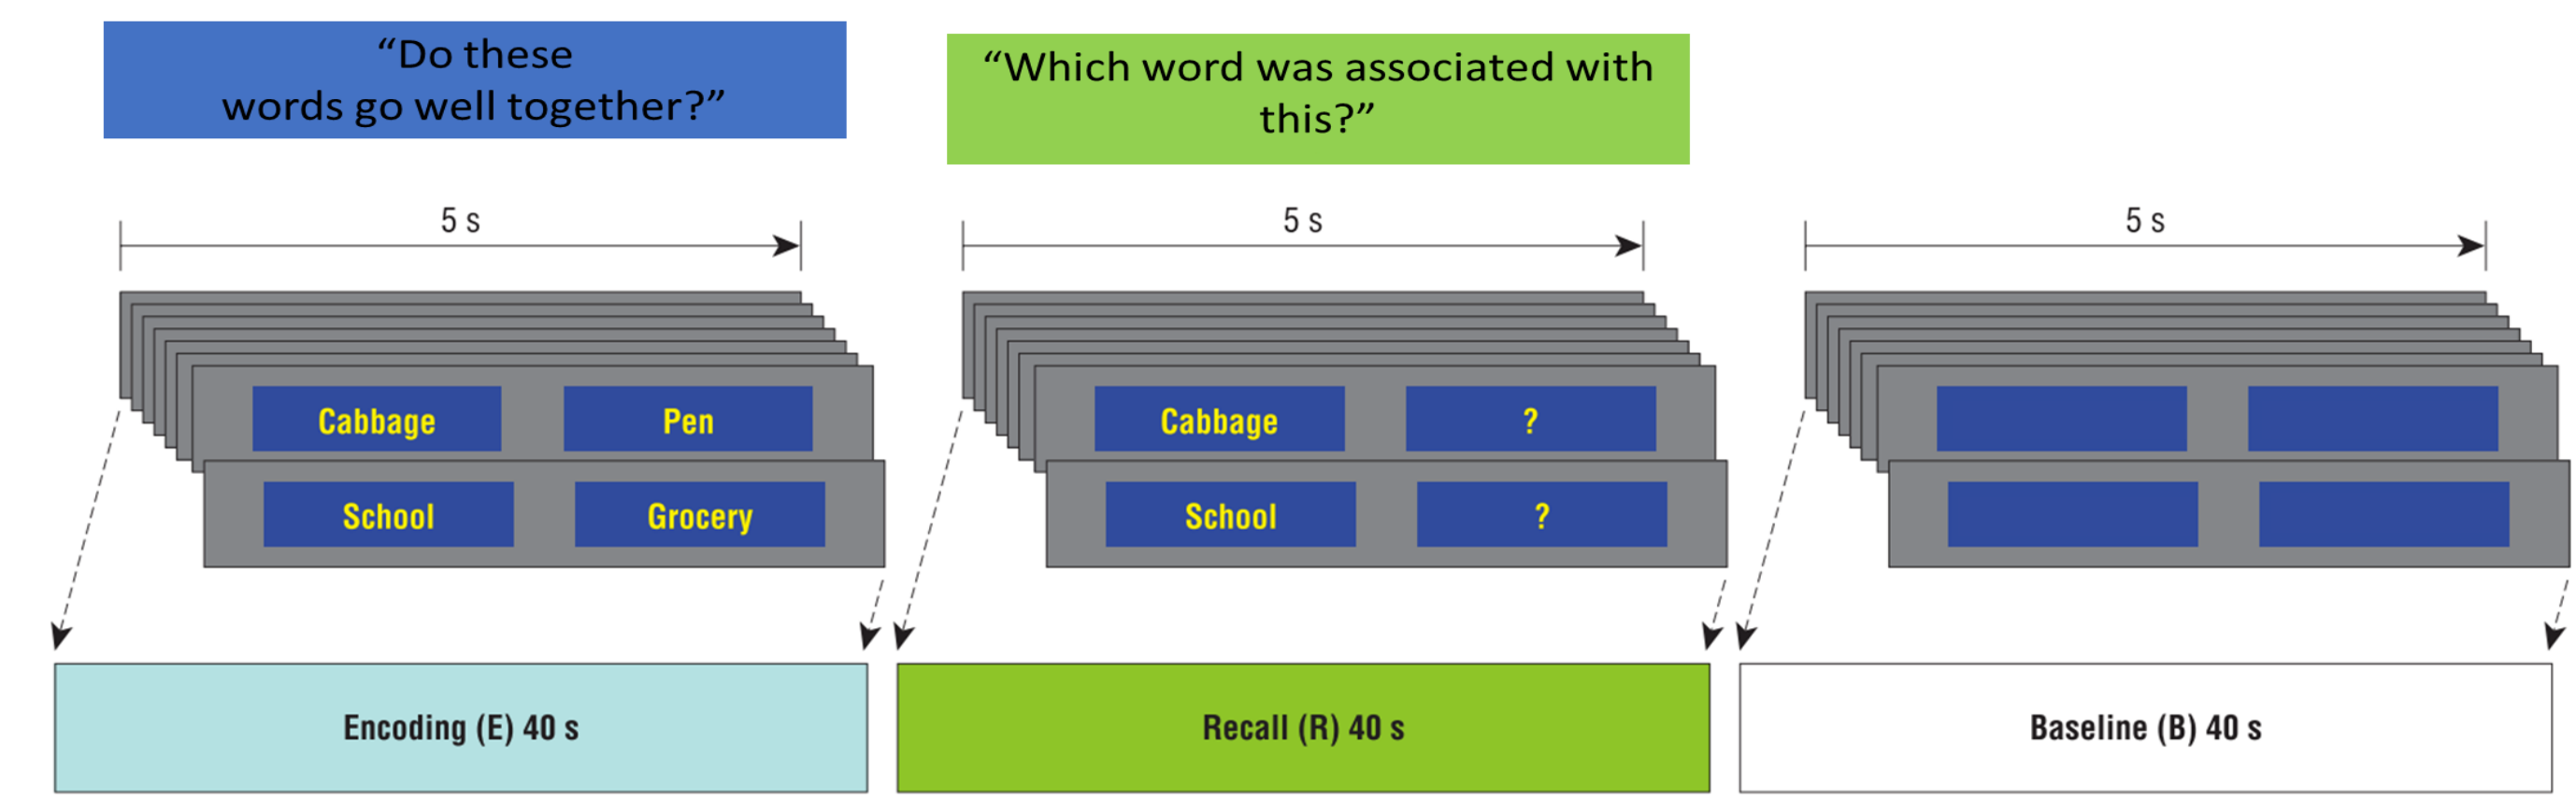 “Do these
words go well together?”
“Which word was associated with
this?”
5 s
5 s
5 s
Cabbage Pen
School Grocery
Cabbage ?
School ?
Encoding (E) 40 s
Recall (R) 40 s
Baseline (B) 40 s